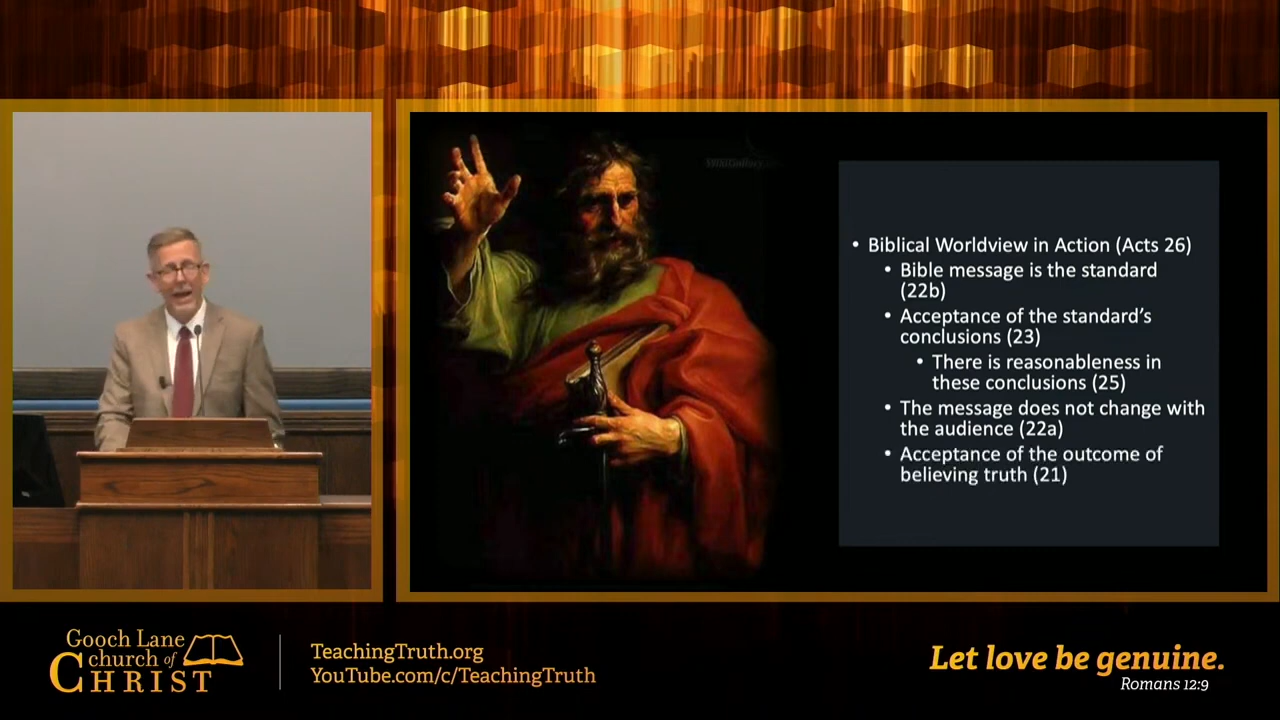 • Biblical Worldview in Action (Acts 26)
• Bible message is the standard
(22b)
• Acceptance of the standard's
conclusions (23)
• There is reasonableness in
these conclusions (25)
• The message does not change with
the audience (22a)
• Acceptance of the outcome of
believing truth (21)
Gooch Lane
church of
CHRIST
TeachingTruth.org
YouTube.com/c/TeachingTruth
Let love be genuine.
Romans 12:9